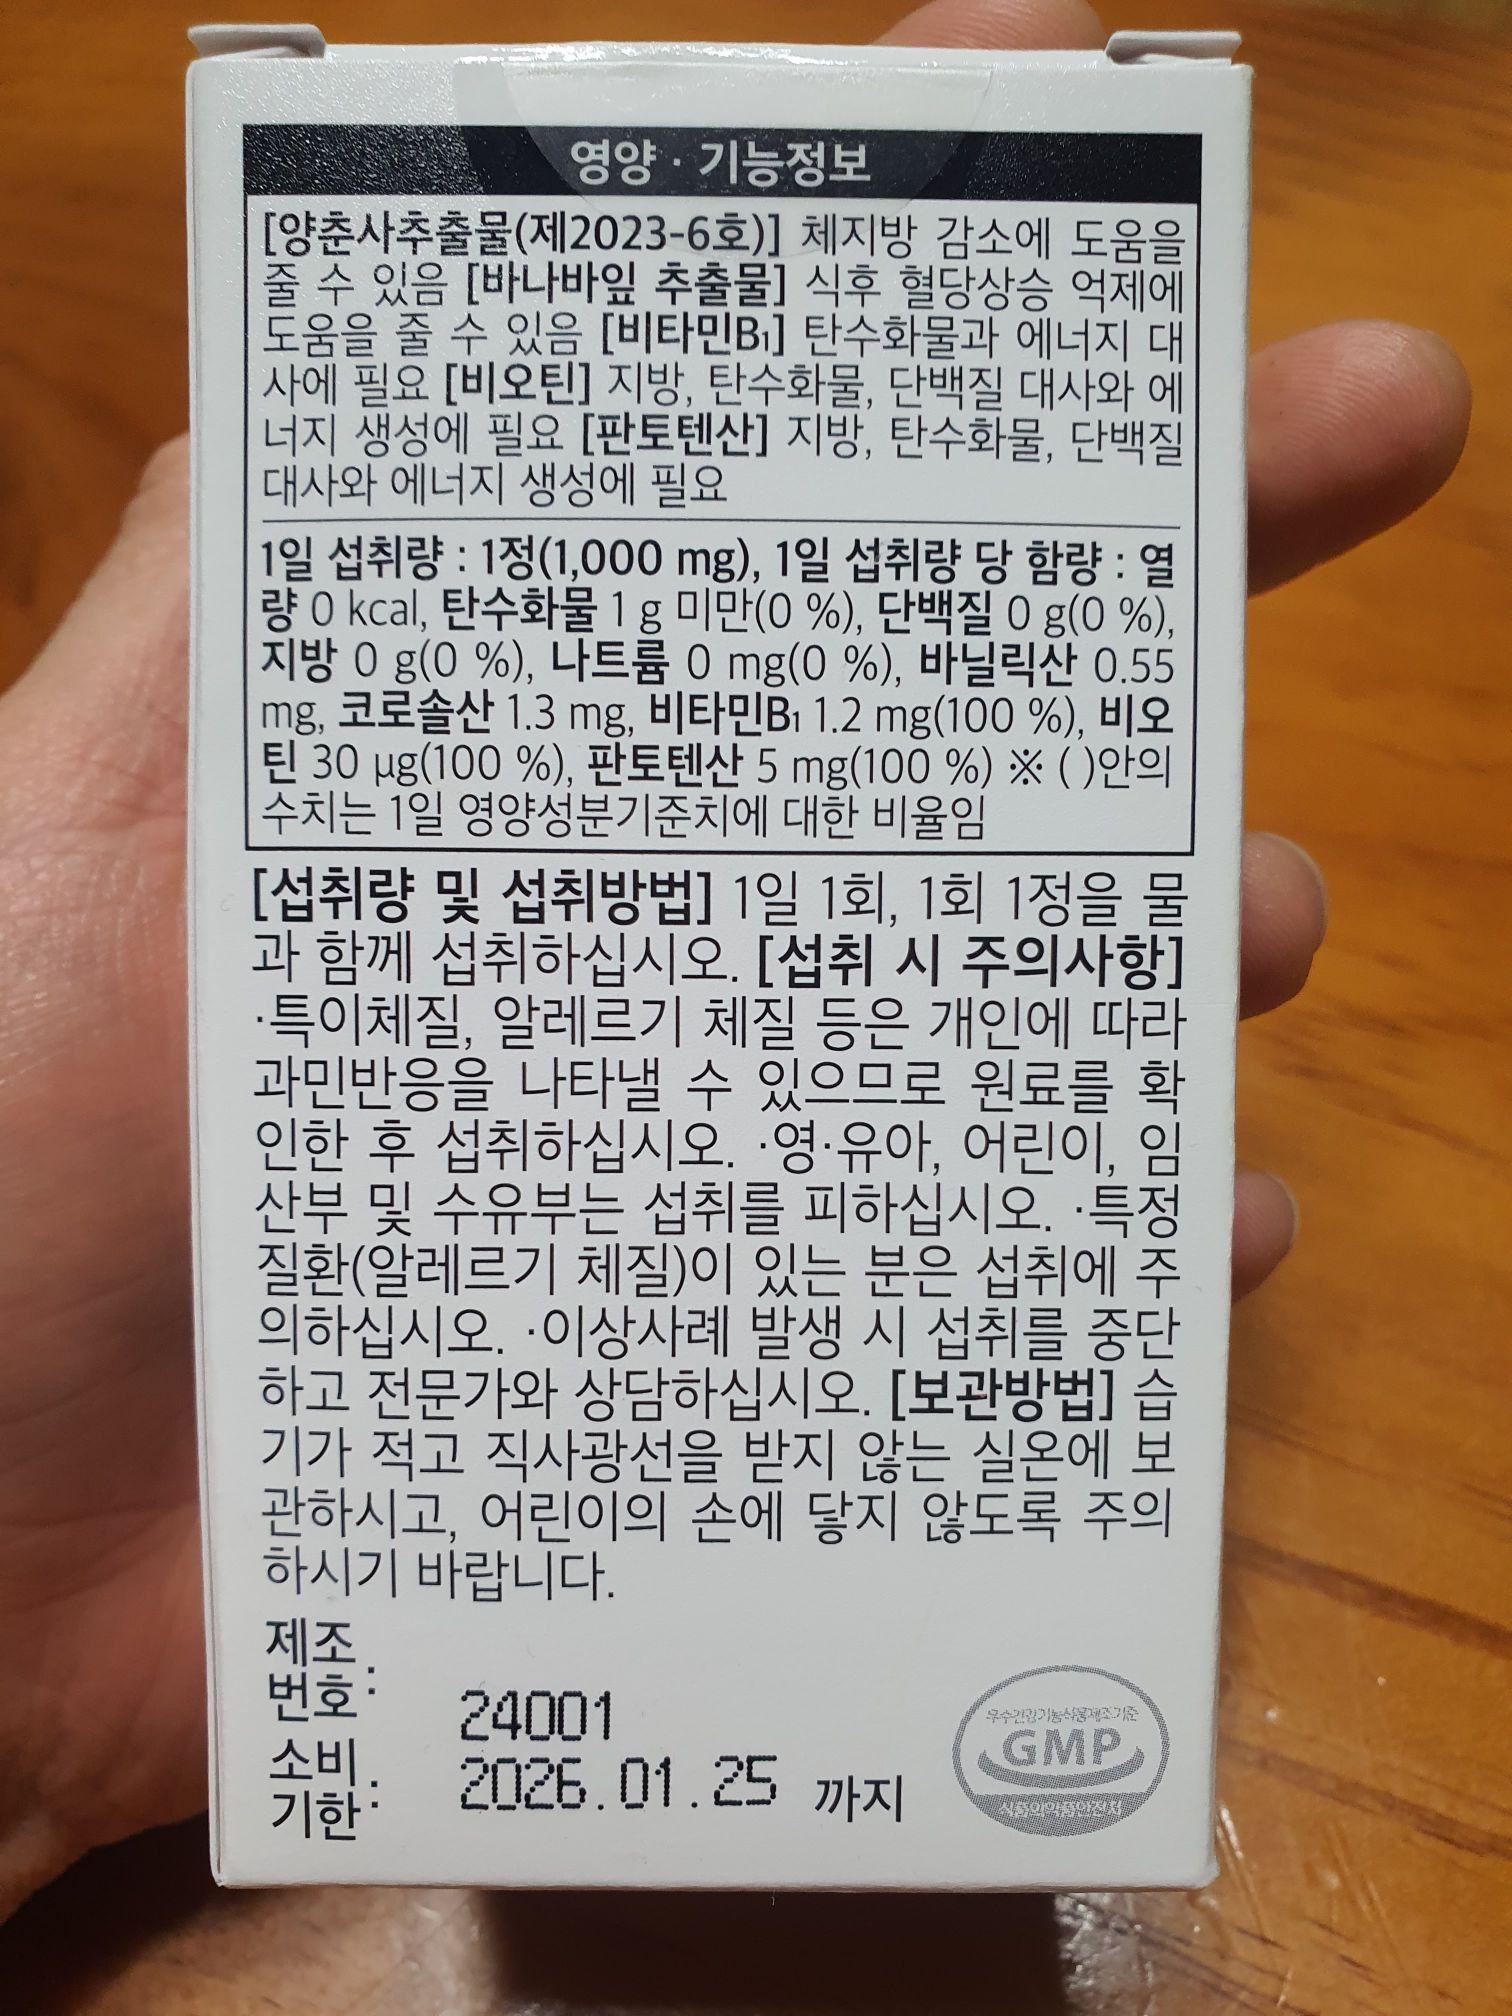 영양 · 기능정보
[양춘사추출물(제2023-6호)] 체지방 감소에 도움을
줄 수 있음 [바나바잎 추출물] 식후 혈당상승 억제에
도움을 줄 수 있음 [비타민B₁] 탄수화물과 에너지 대
사에 필요 [비오틴] 지방, 탄수화물, 단백질 대사와 에
너지 생성에 필요 [판토텐산] 지방, 탄수화물, 단백질
대사와 에너지 생성에 필요
1일 섭취량 : 1정(1,000 mg), 1일 섭취량 당 함량 : 열
량 0 kcal, 탄수화물 1 g 미만(0 %), 단백질 0 g(0 %),
지방 0 g(0 %), 나트륨 0 mg(0 %), 바닐릭산 0.55
mg, 코로솔산 1.3 mg, 비타민B₁ 1.2 mg(100 %), 비오
틴 30 µg(100 %), 판토텐산 5 mg(100 %) ※ ( )안의
수치는 1일 영양성분기준치에 대한 비율임
[섭취량 및 섭취방법] 1일 1회, 1회 1정을 물
과 함께 섭취하십시오. [섭취 시 주의사항]
·특이체질, 알레르기 체질 등은 개인에 따라
과민반응을 나타낼 수 있으므로 원료를 확
인한 후 섭취하십시오. ·영·유아, 어린이, 임
산부 및 수유부는 섭취를 피하십시오. ·특정
질환(알레르기 체질)이 있는 분은 섭취에 주
의하십시오. ·이상사례 발생 시 섭취를 중단
하고 전문가와 상담하십시오. [보관방법] 습
기가 적고 직사광선을 받지 않는 실온에 보
관하시고, 어린이의 손에 닿지 않도록 주의
하시기 바랍니다.
제조번호 : 24001
소비기한 : 2026.01.25 까지
우수건강기능식품제조기준
GMP
식품의약품안전처